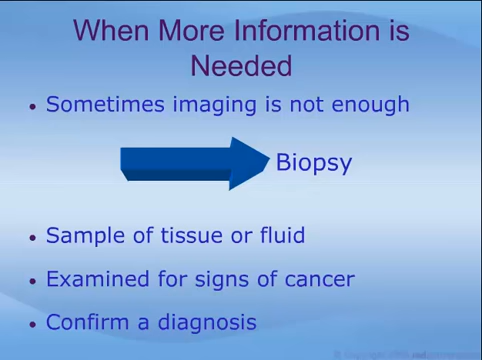 When More Information is
Needed
• Sometimes imaging is not enough
Biopsy
• Sample of tissue or fluid
• Examined for signs of cancer
• Confirm a diagnosis